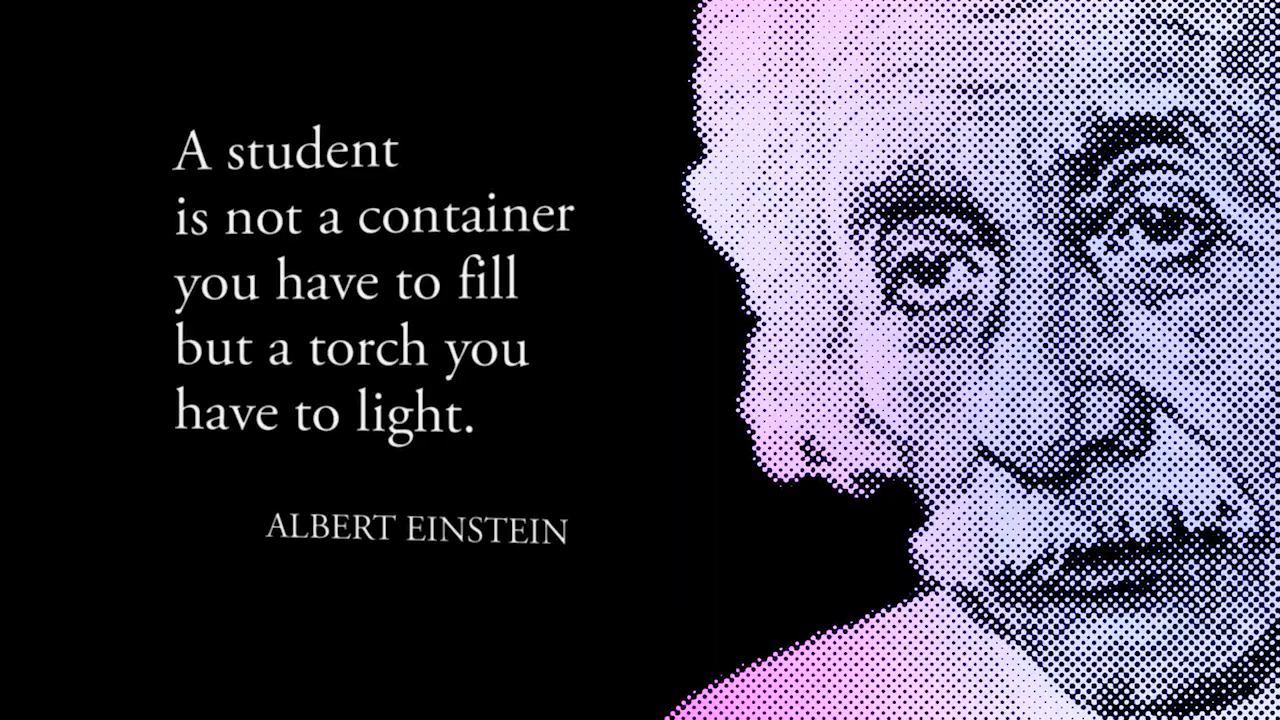 A student
is not a container
you have to fill
but a torch you
have to light.
ALBERT EINSTEIN